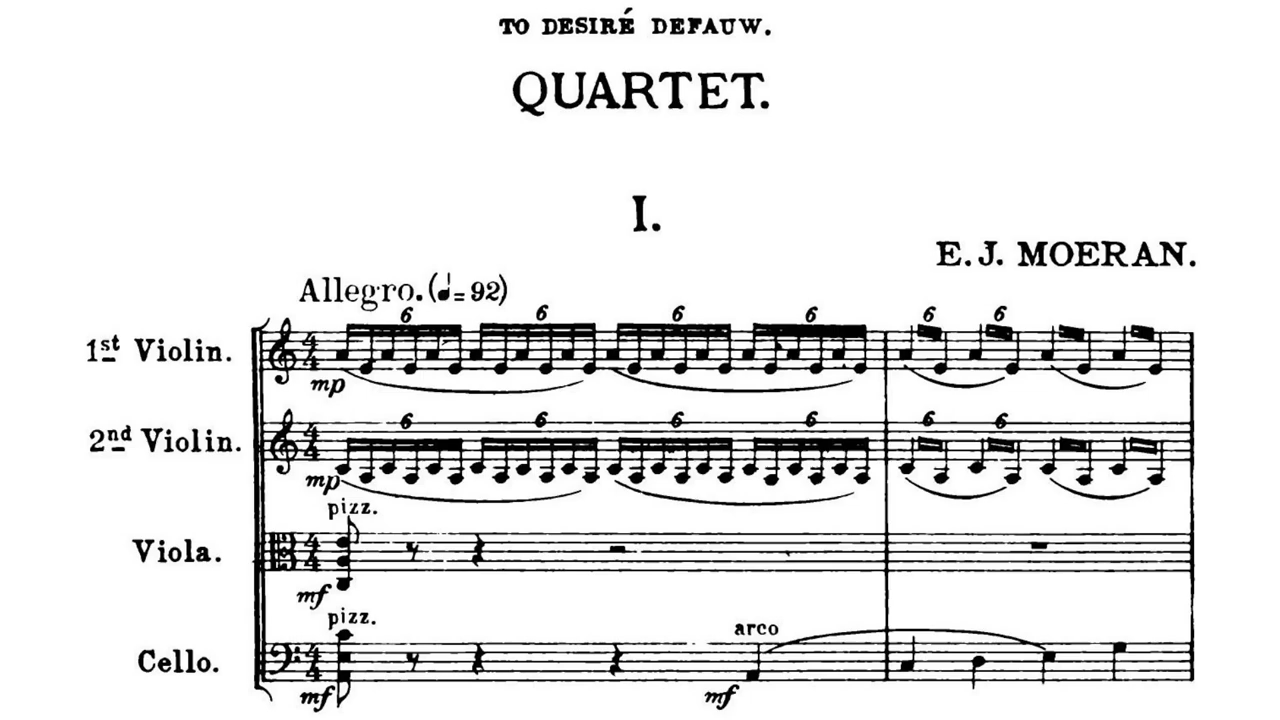 TO DESIRÉ DEFAUW.
QUARTET.
I.
E. J. MOERAN.
Allegro. (♩= 92)
6 6 6 6 6 6
1st Violin.
mp
6 6 6 6 6 6
2nd Violin.
mp
pizz.
Viola.
mf
pizz.
arco
Cello.
mf mf